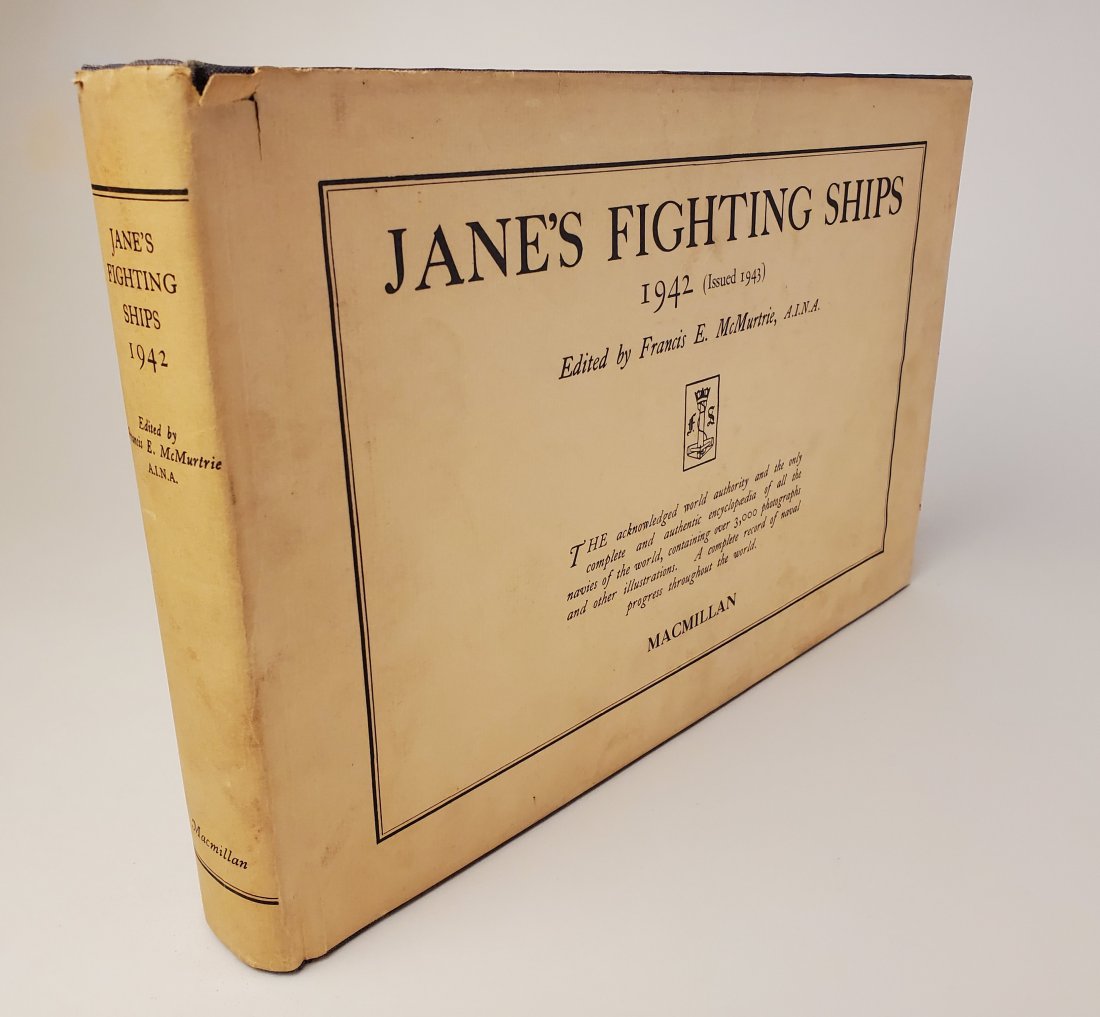 JANE'S
FIGHTING
SHIPS
1942
Edited by
E. McMurtrie
A.I.N.A.
Macmillan
JANE'S FIGHTING SHIPS
1942 (Issued 1943)
Edited by Francis E. McMurtrie, A.I.N.A.
THE acknowledged world authority and the only
complete and authentic encyclopædia of all the
navies of the world, containing over 3,000 photographs
and other illustrations. A complete record of naval
progress throughout the world.
MACMILLAN